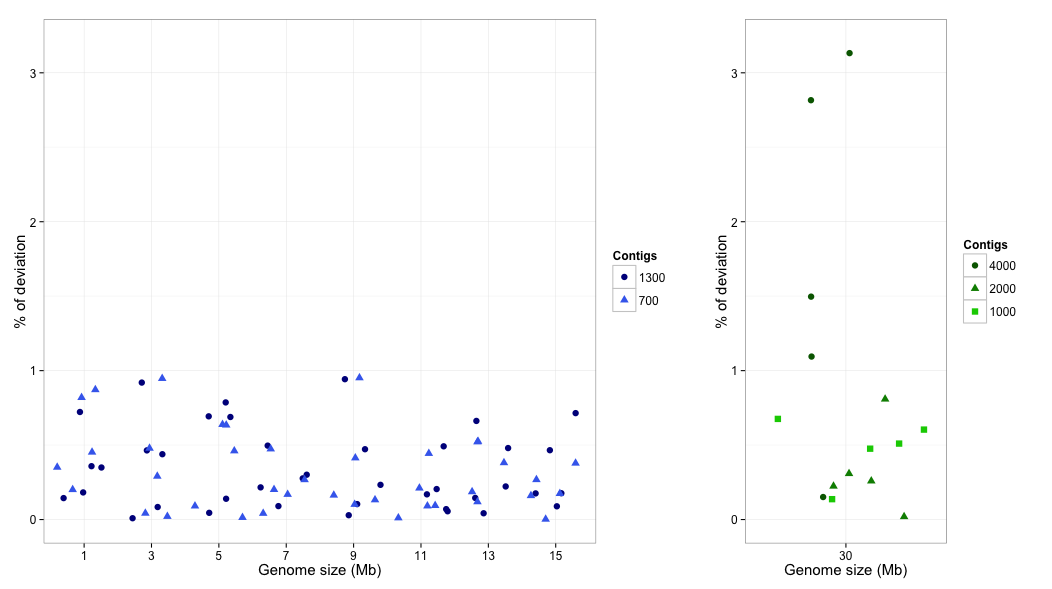 % of deviation
3
2
1
0
1 3 5 7 9 11 13 15
Genome size (Mb)
Contigs
1300
700
% of deviation
3
2
1
0
30
Genome size (Mb)
Contigs
4000
2000
1000